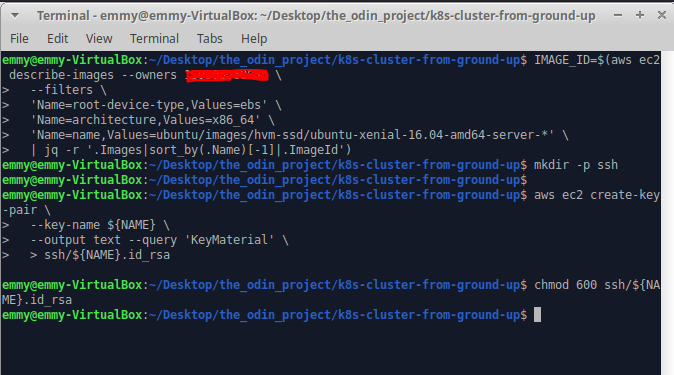 Terminal - emmy@emmy-VirtualBox: ~/Desktop/the_odin_project/k8s-cluster-from-ground-up
File Edit View Terminal Tabs Help
emmy@emmy-VirtualBox:~/Desktop/the_odin_project/k8s-cluster-from-ground-up$ IMAGE_ID=$(aws ec2
 describe-images --owners \
>   --filters \
>   'Name=root-device-type,Values=ebs' \
>   'Name=architecture,Values=x86_64' \
>   'Name=name,Values=ubuntu/images/hvm-ssd/ubuntu-xenial-16.04-amd64-server-*' \
>   | jq -r '.Images|sort_by(.Name)[-1]|.ImageId')
emmy@emmy-VirtualBox:~/Desktop/the_odin_project/k8s-cluster-from-ground-up$ mkdir -p ssh
emmy@emmy-VirtualBox:~/Desktop/the_odin_project/k8s-cluster-from-ground-up$
emmy@emmy-VirtualBox:~/Desktop/the_odin_project/k8s-cluster-from-ground-up$ aws ec2 create-key
-pair \
>   --key-name ${NAME} \
>   --output text --query 'KeyMaterial' \
>   > ssh/${NAME}.id_rsa
emmy@emmy-VirtualBox:~/Desktop/the_odin_project/k8s-cluster-from-ground-up$ chmod 600 ssh/${NA
ME}.id_rsa
emmy@emmy-VirtualBox:~/Desktop/the_odin_project/k8s-cluster-from-ground-up$